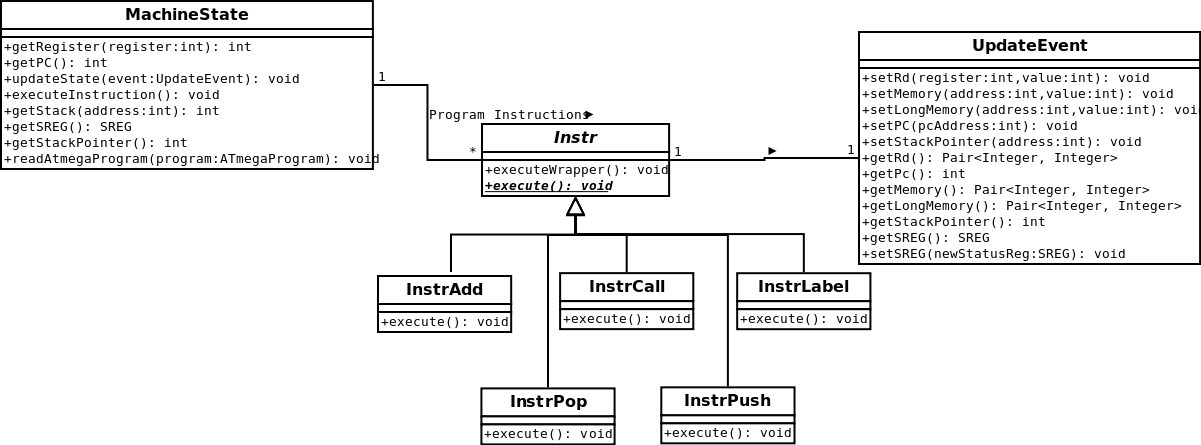 MachineState
+getRegister(register:int): int
+getPC(): int
+updateState(event:UpdateEvent): void
+executeInstruction(): void
+getStack(address:int): int
+getSREG(): SREG
+getStackPointer(): int
+readAtmegaProgram(program:ATmegaProgram): void
1
Program Instructions
*
Instr
+executeWrapper(): void
+execute(): void
1
1
UpdateEvent
+setRd(register:int,value:int): void
+setMemory(address:int,value:int): void
+setLongMemory(address:int,value:int): void
+setPC(pcAddress:int): void
+setStackPointer(address:int): void
+getRd(): Pair<Integer, Integer>
+getPc(): int
+getMemory(): Pair<Integer, Integer>
+getLongMemory(): Pair<Integer, Integer>
+getStackPointer(): int
+getSREG(): SREG
+setSREG(newStatusReg:SREG): void
InstrAdd
+execute(): void
InstrCall
+execute(): void
InstrLabel
+execute(): void
InstrPop
+execute(): void
InstrPush
+execute(): void